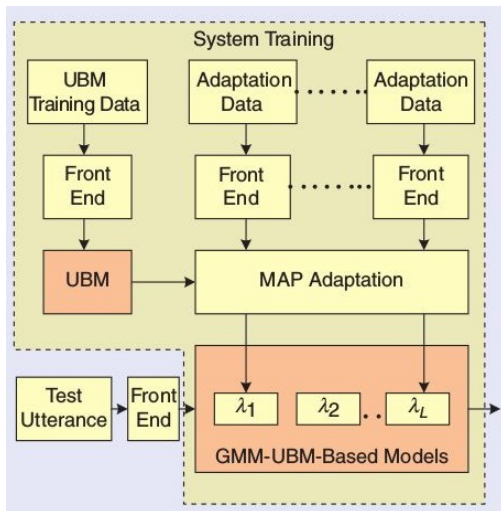 System Training
UBM
Training Data
Adaptation
Data
Adaptation
Data
Front
End
Front
End
Front
End
UBM
MAP Adaptation
Test
Utterance
Front
End
λ1
λ2
λL
GMM-UBM-Based Models